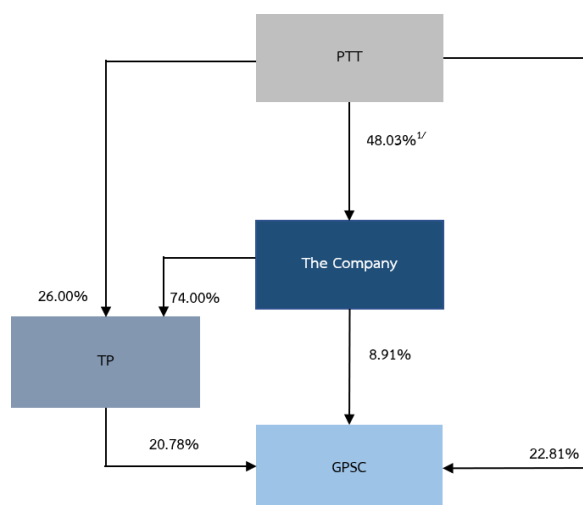 PTT
48.03%1/
The Company
26.00%
74.00%
TP
8.91%
20.78%
GPSC
22.81%